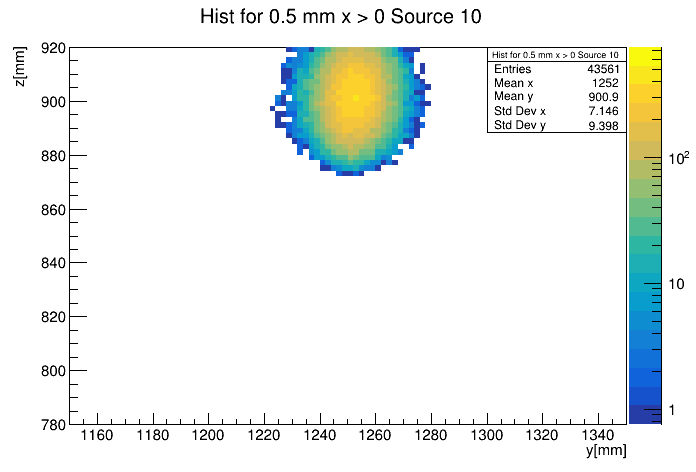 Hist for 0.5 mm x > 0 Source 10
z[mm]
920
900
880
860
840
820
800
780
1160 1180 1200 1220 1240 1260 1280 1300 1320 1340
y[mm]
Hist for 0.5 mm x > 0 Source 10
Entries 43561
Mean x 1252
Mean y 900.9
Std Dev x 7.146
Std Dev y 9.398
10²
10
1